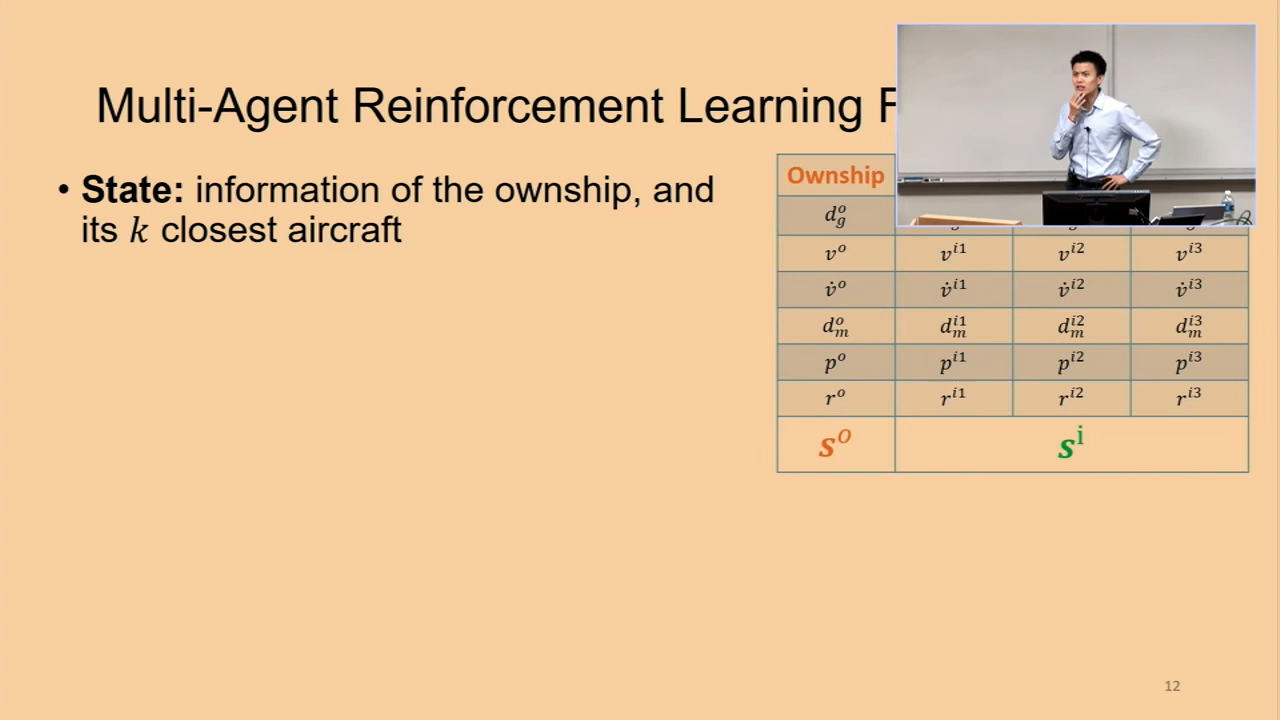 Multi-Agent Reinforcement Learning
• State: information of the ownship, and
its k closest aircraft
Ownship
d_g^o
v^o v^{i1} v^{i2} v^{i3}
v̇^o v̇^{i1} v̇^{i2} v̇^{i3}
d_m^o d_m^{i1} d_m^{i2} d_m^{i3}
p^o p^{i1} p^{i2} p^{i3}
r^o r^{i1} r^{i2} r^{i3}
s^o s^i
12